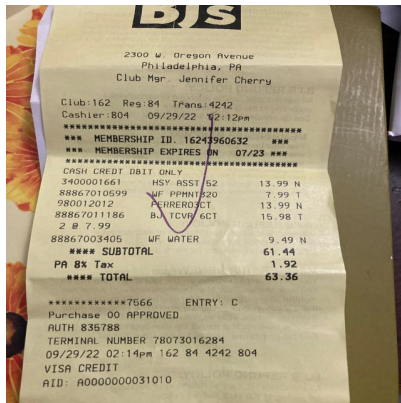 BJS
2300 W. Oregon Avenue
Philadelphia, PA
Club Mgr. Jennifer Cherry
Club:162 Reg:84 Trans:4242
Cashier:804 09/29/22 02:12pm
******************************************
*** MEMBERSHIP ID. 16243960632 ***
*** MEMBERSHIP EXPIRES ON 07/23 ***
******************************************
CASH CREDT DBIT ONLY
3400001661 HSY ASST 52 13.99 N
88867010599 WF PPMNT320 7.99 T
980012012 FERRERO3CT 13.99 N
88867011186 BJ TCVR 6CT 15.98 T
2 @ 7.99
88867003405 WF WATER 9.49 N
**** SUBTOTAL 61.44
PA 8% Tax 1.92
**** TOTAL 63.36
************7566 ENTRY: C
Purchase 00 APPROVED
AUTH 835788
TERMINAL NUMBER 78073016284
09/29/22 02:14pm 162 84 4242 804
VISA CREDIT
AID: A0000000031010